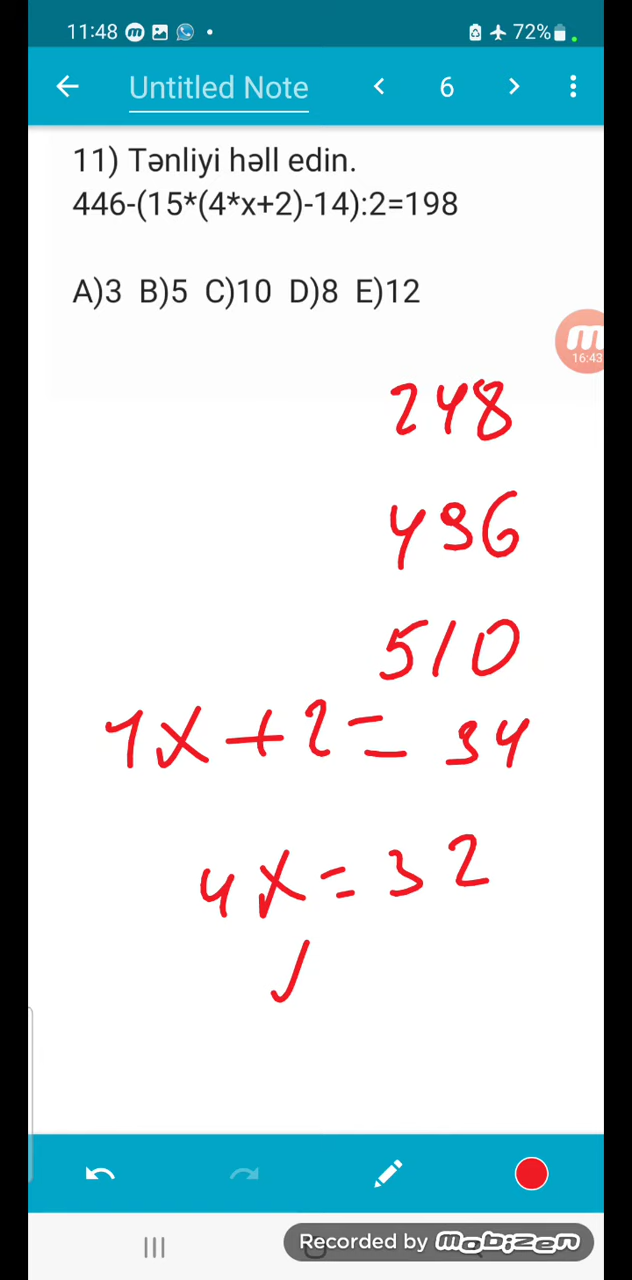 11:48 72%
Untitled Note 6
11) Tənliyi həll edin.
446-(15*(4*x+2)-14):2=198
A)3 B)5 C)10 D)8 E)12
m
16:43
248
496
510
4x+2=34
4x=32
Recorded by mobizen